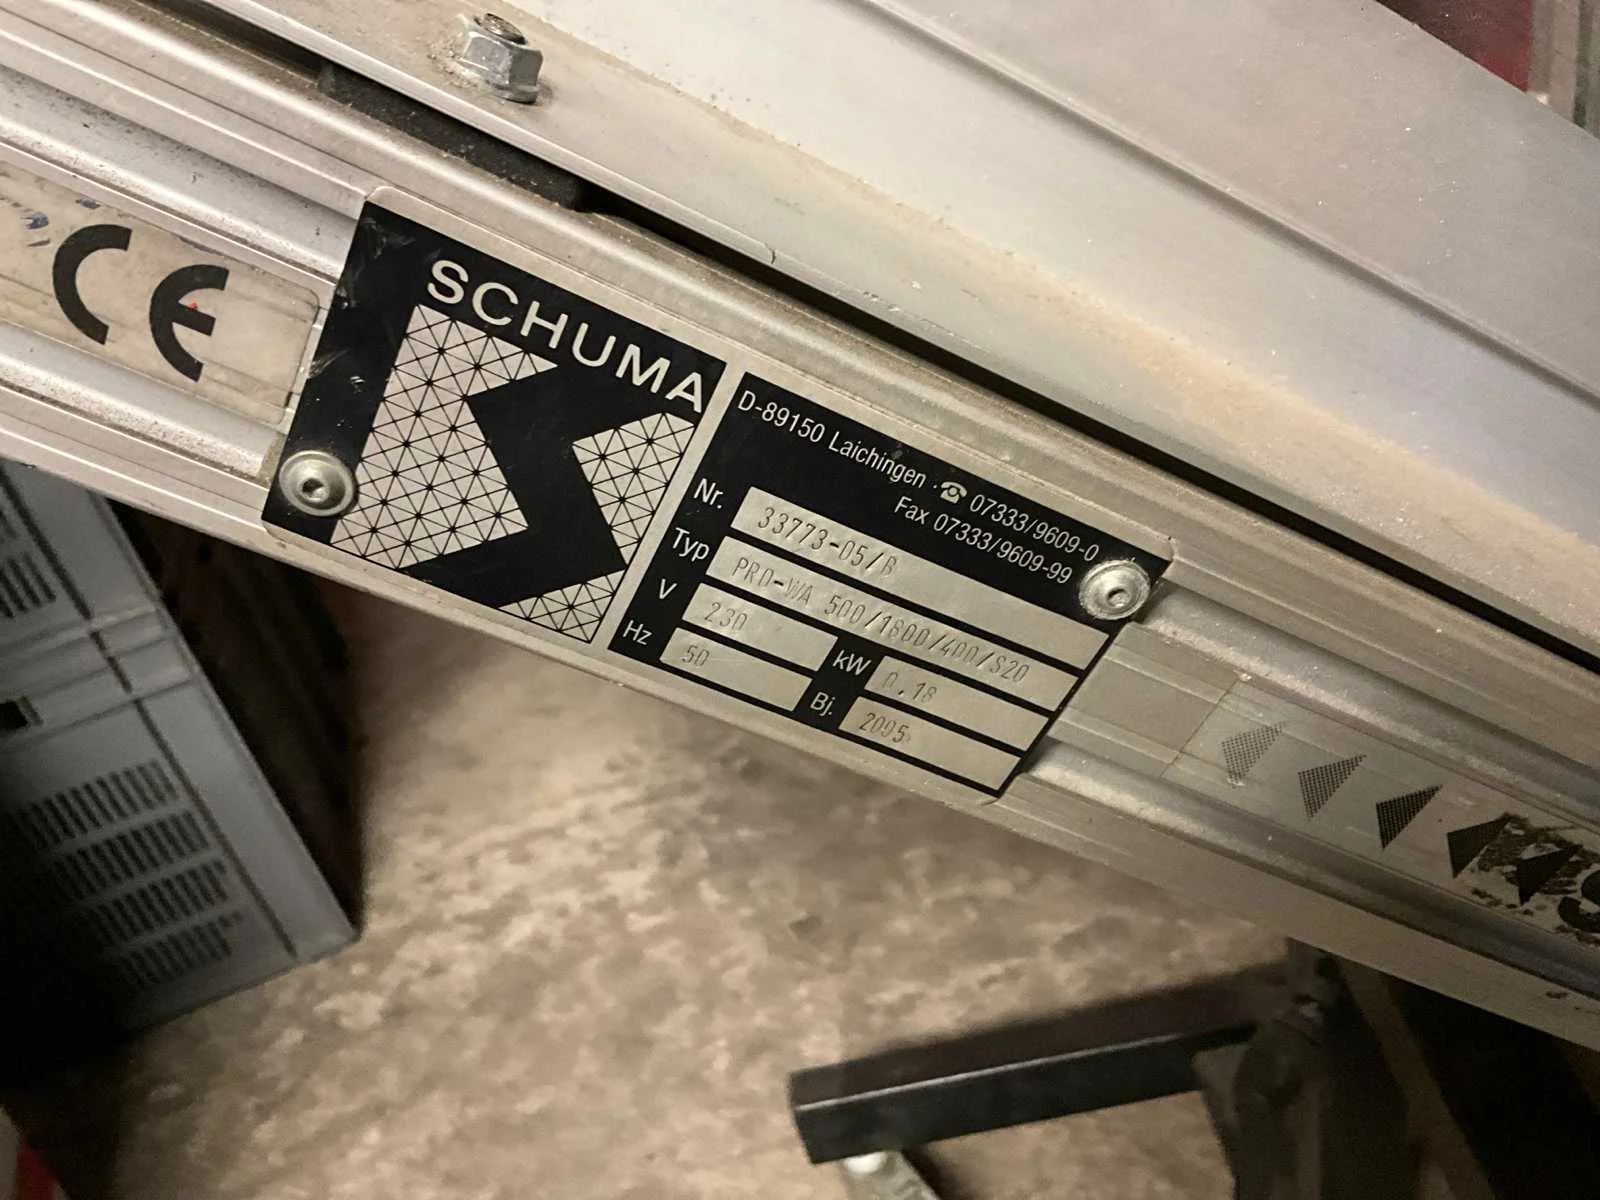 CE
SCHUMA
D-89150 Laichingen · ☎ 07333/9609-0
Fax 07333/9609-99
Nr. 33773-05/B
Typ PRO-WA 500/1800/400/S20
V 230 kW 0.18
Hz 50 Bj. 2005
S